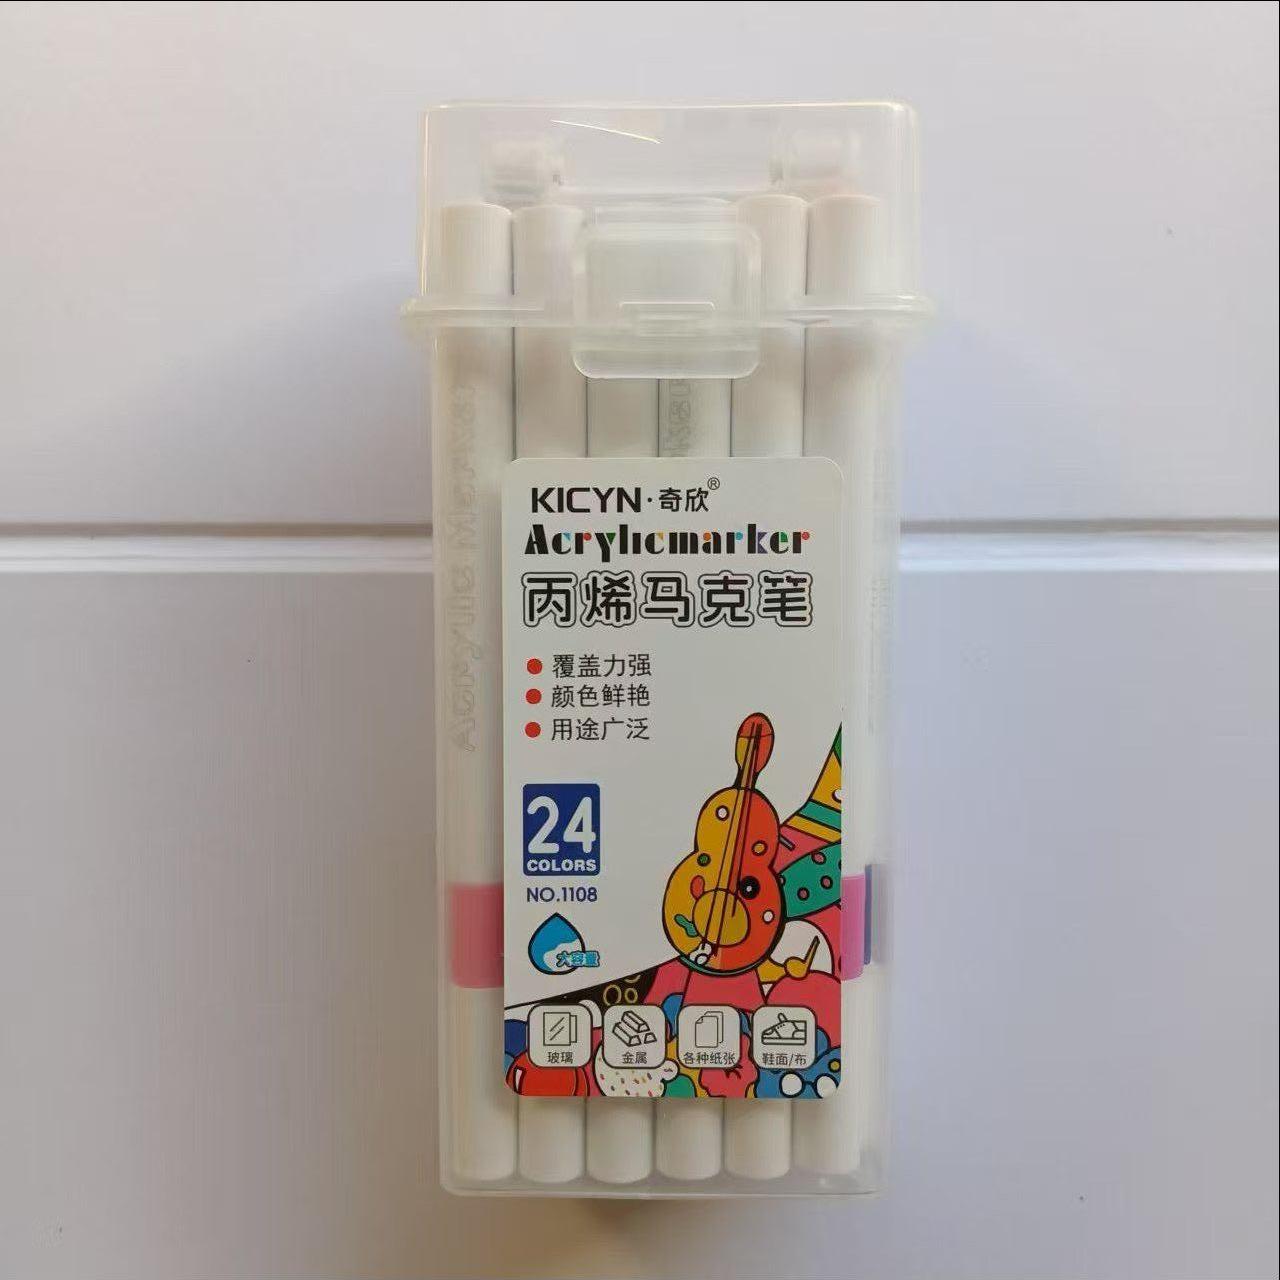 KICYN·奇欣®
Acrylicmarker
丙烯马克笔
覆盖力强
颜色鲜艳
用途广泛
24
COLORS
NO.1108
大容量
玻璃 金属 各种纸张 鞋面/布
Acrylic Marker